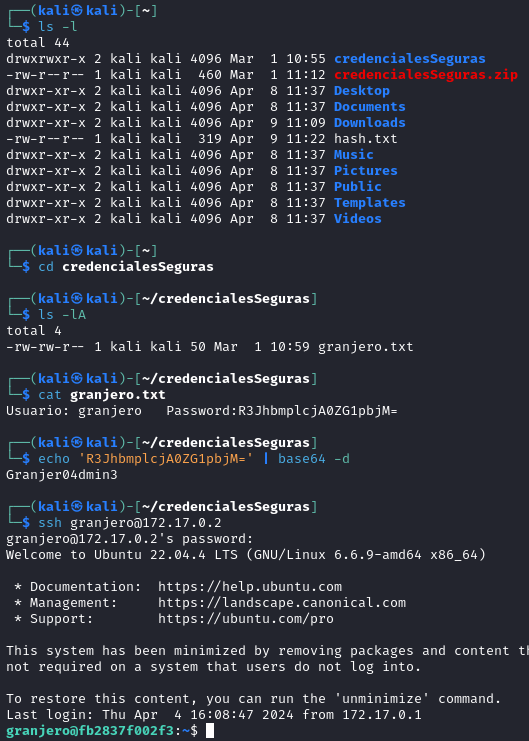 ┌──(kali㉿kali)-[~]
└─$ ls -l
total 44
drwxrwxr-x 2 kali kali 4096 Mar  1 10:55 credencialesSeguras
-rw-r--r-- 1 kali kali  460 Mar  1 11:12 credencialesSeguras.zip
drwxr-xr-x 2 kali kali 4096 Apr  8 11:37 Desktop
drwxr-xr-x 2 kali kali 4096 Apr  8 11:37 Documents
drwxr-xr-x 2 kali kali 4096 Apr  9 11:09 Downloads
-rw-r--r-- 1 kali kali  319 Apr  9 11:22 hash.txt
drwxr-xr-x 2 kali kali 4096 Apr  8 11:37 Music
drwxr-xr-x 2 kali kali 4096 Apr  8 11:37 Pictures
drwxr-xr-x 2 kali kali 4096 Apr  8 11:37 Public
drwxr-xr-x 2 kali kali 4096 Apr  8 11:37 Templates
drwxr-xr-x 2 kali kali 4096 Apr  8 11:37 Videos
┌──(kali㉿kali)-[~]
└─$ cd credencialesSeguras
┌──(kali㉿kali)-[~/credencialesSeguras]
└─$ ls -lA
total 4
-rw-rw-r-- 1 kali kali 50 Mar  1 10:59 granjero.txt
┌──(kali㉿kali)-[~/credencialesSeguras]
└─$ cat granjero.txt
Usuario: granjero   Password:R3JhbmplcjA0ZG1pbjM=
┌──(kali㉿kali)-[~/credencialesSeguras]
└─$ echo 'R3JhbmplcjA0ZG1pbjM=' | base64 -d
Granjer04dmin3
┌──(kali㉿kali)-[~/credencialesSeguras]
└─$ ssh granjero@172.17.0.2
granjero@172.17.0.2's password:
Welcome to Ubuntu 22.04.4 LTS (GNU/Linux 6.6.9-amd64 x86_64)
 * Documentation:  https://help.ubuntu.com
 * Management:     https://landscape.canonical.com
 * Support:        https://ubuntu.com/pro
This system has been minimized by removing packages and content th
not required on a system that users do not log into.
To restore this content, you can run the 'unminimize' command.
Last login: Thu Apr  4 16:08:47 2024 from 172.17.0.1
granjero@fb2837f002f3:~$